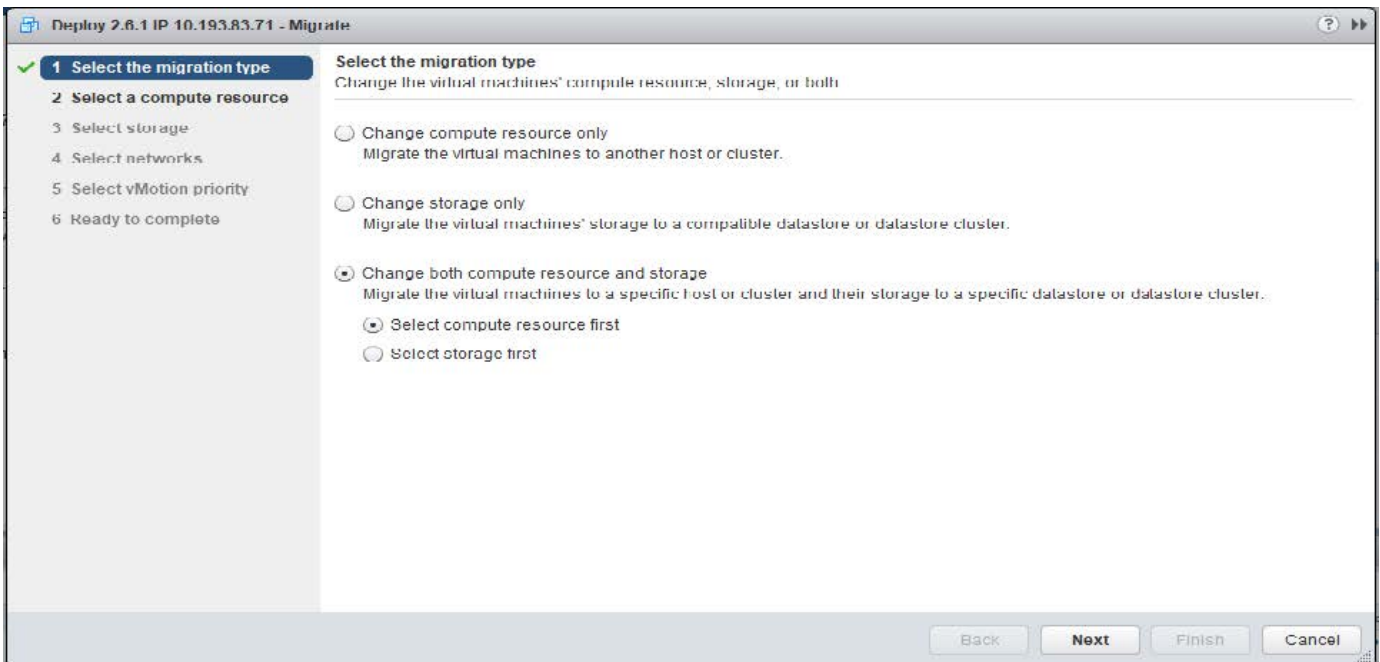 Deploy 2.6.1 IP 10.193.83.71 - Migrate
1 Select the migration type
2 Select a compute resource
3 Select storage
4 Select networks
5 Select vMotion priority
6 Ready to complete
Select the migration type
Change the virtual machines' compute resource, storage, or both
Change compute resource only
Migrate the virtual machines to another host or cluster.
Change storage only
Migrate the virtual machines' storage to a compatible datastore or datastore cluster.
Change both compute resource and storage
Migrate the virtual machines to a specific host or cluster and their storage to a specific datastore or datastore cluster.
Select compute resource first
Select storage first
Back Next Finish Cancel